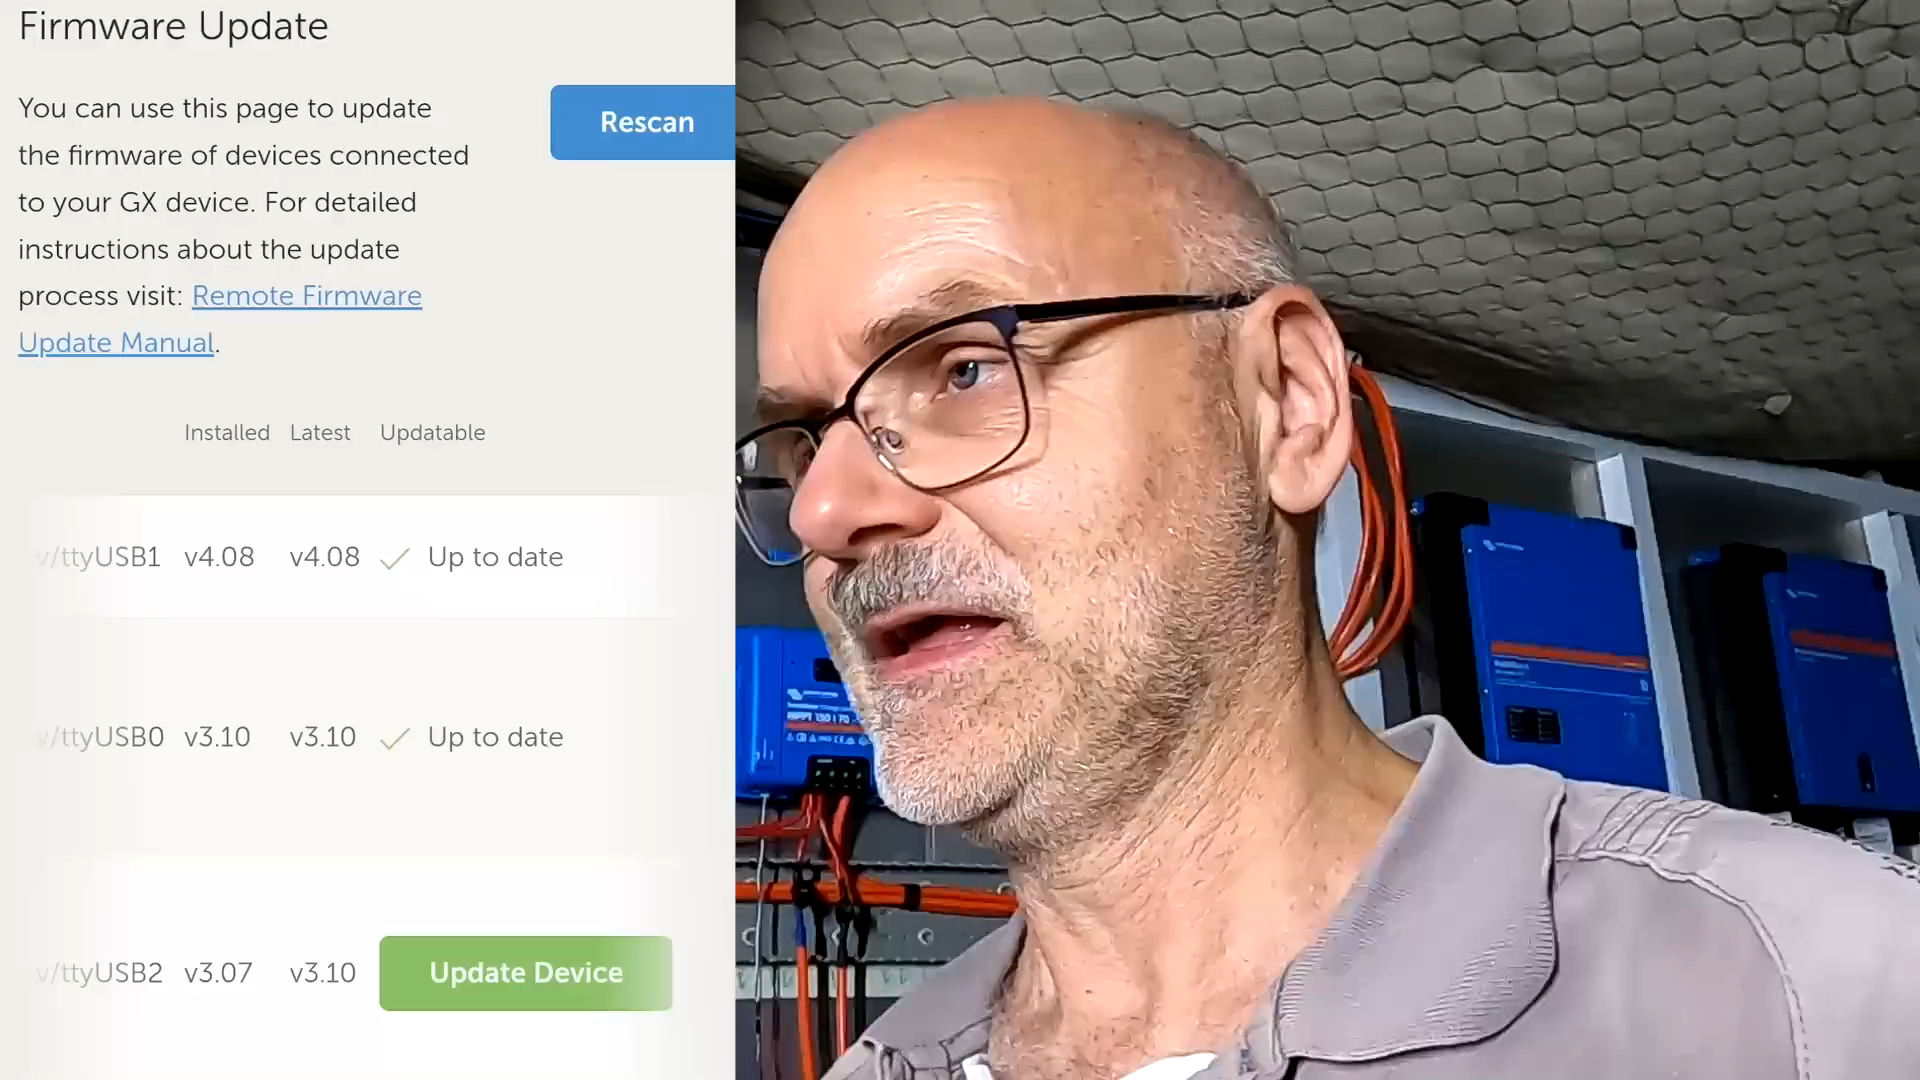 Firmware Update
You can use this page to update
the firmware of devices connected
to your GX device. For detailed
instructions about the update
process visit: Remote Firmware
Update Manual.
Rescan
Installed Latest Updatable
v/ttyUSB1 v4.08 v4.08 Up to date
v/ttyUSB0 v3.10 v3.10 Up to date
v/ttyUSB2 v3.07 v3.10 Update Device